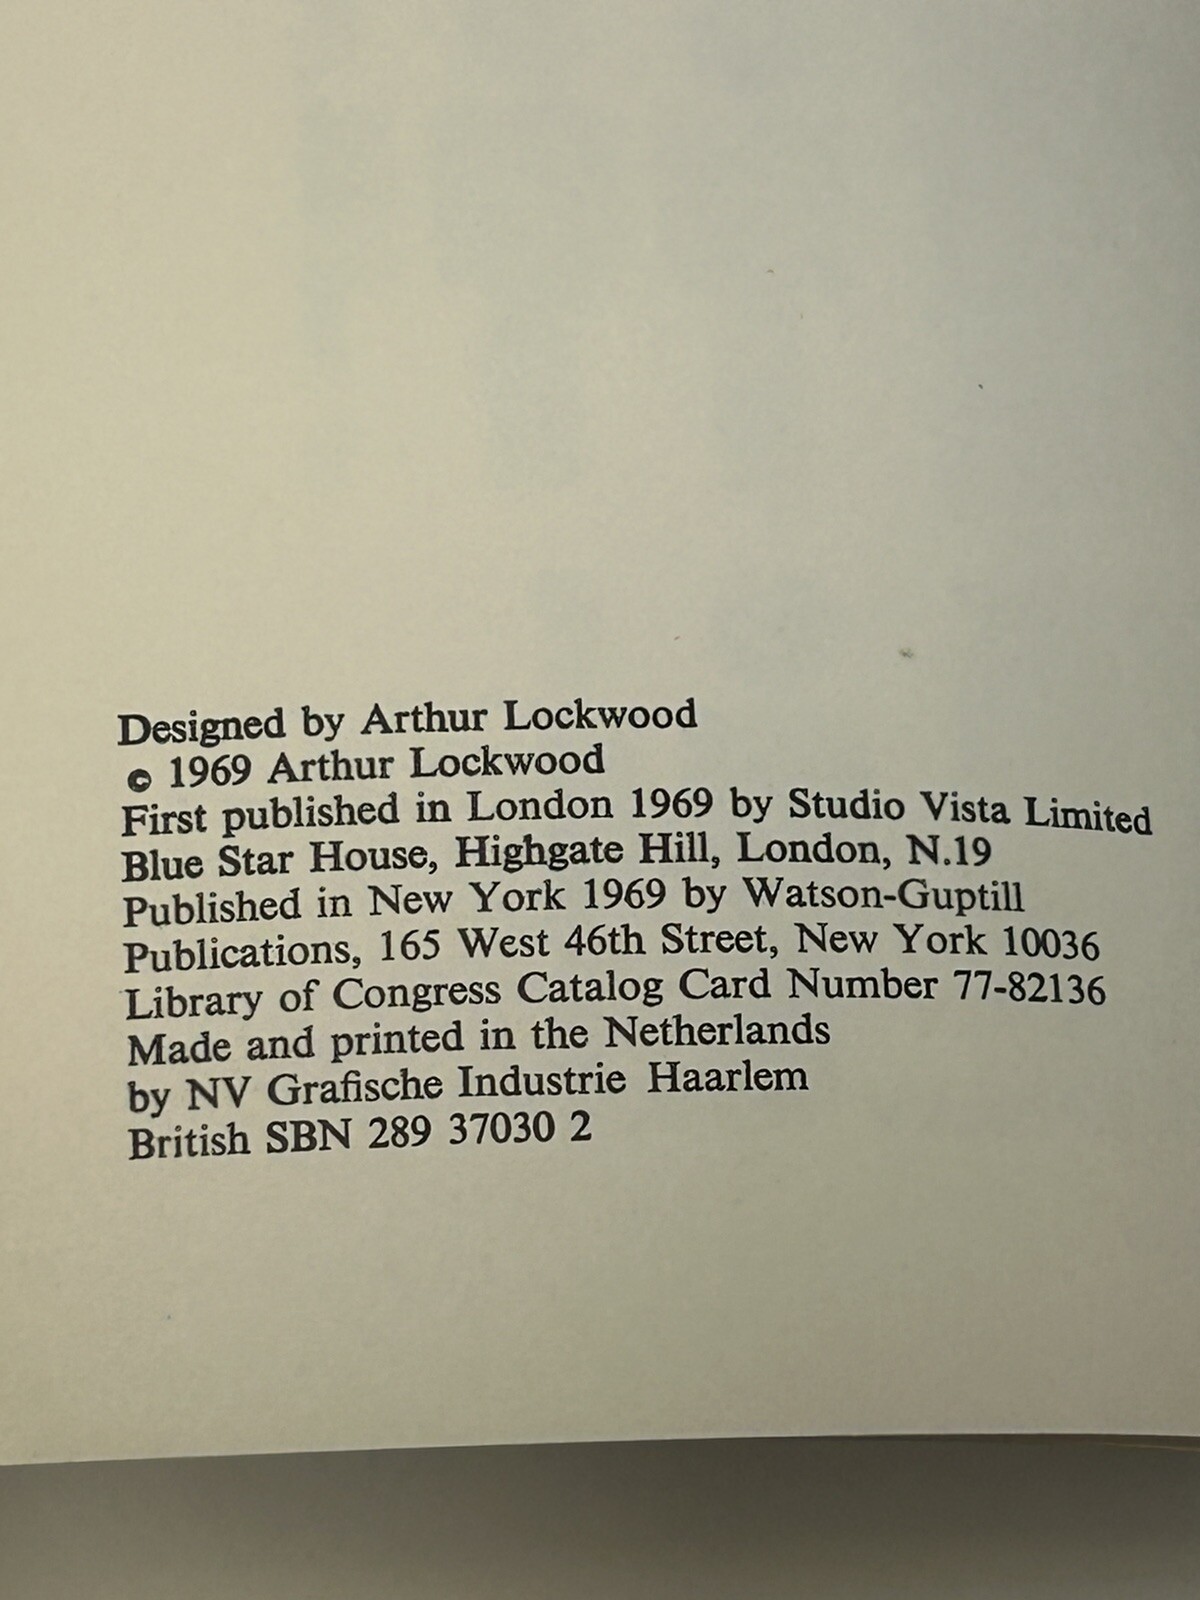 Designed by Arthur Lockwood
© 1969 Arthur Lockwood
First published in London 1969 by Studio Vista Limited
Blue Star House, Highgate Hill, London, N.19
Published in New York 1969 by Watson-Guptill
Publications, 165 West 46th Street, New York 10036
Library of Congress Catalog Card Number 77-82136
Made and printed in the Netherlands
by NV Grafische Industrie Haarlem
British SBN 289 37030 2